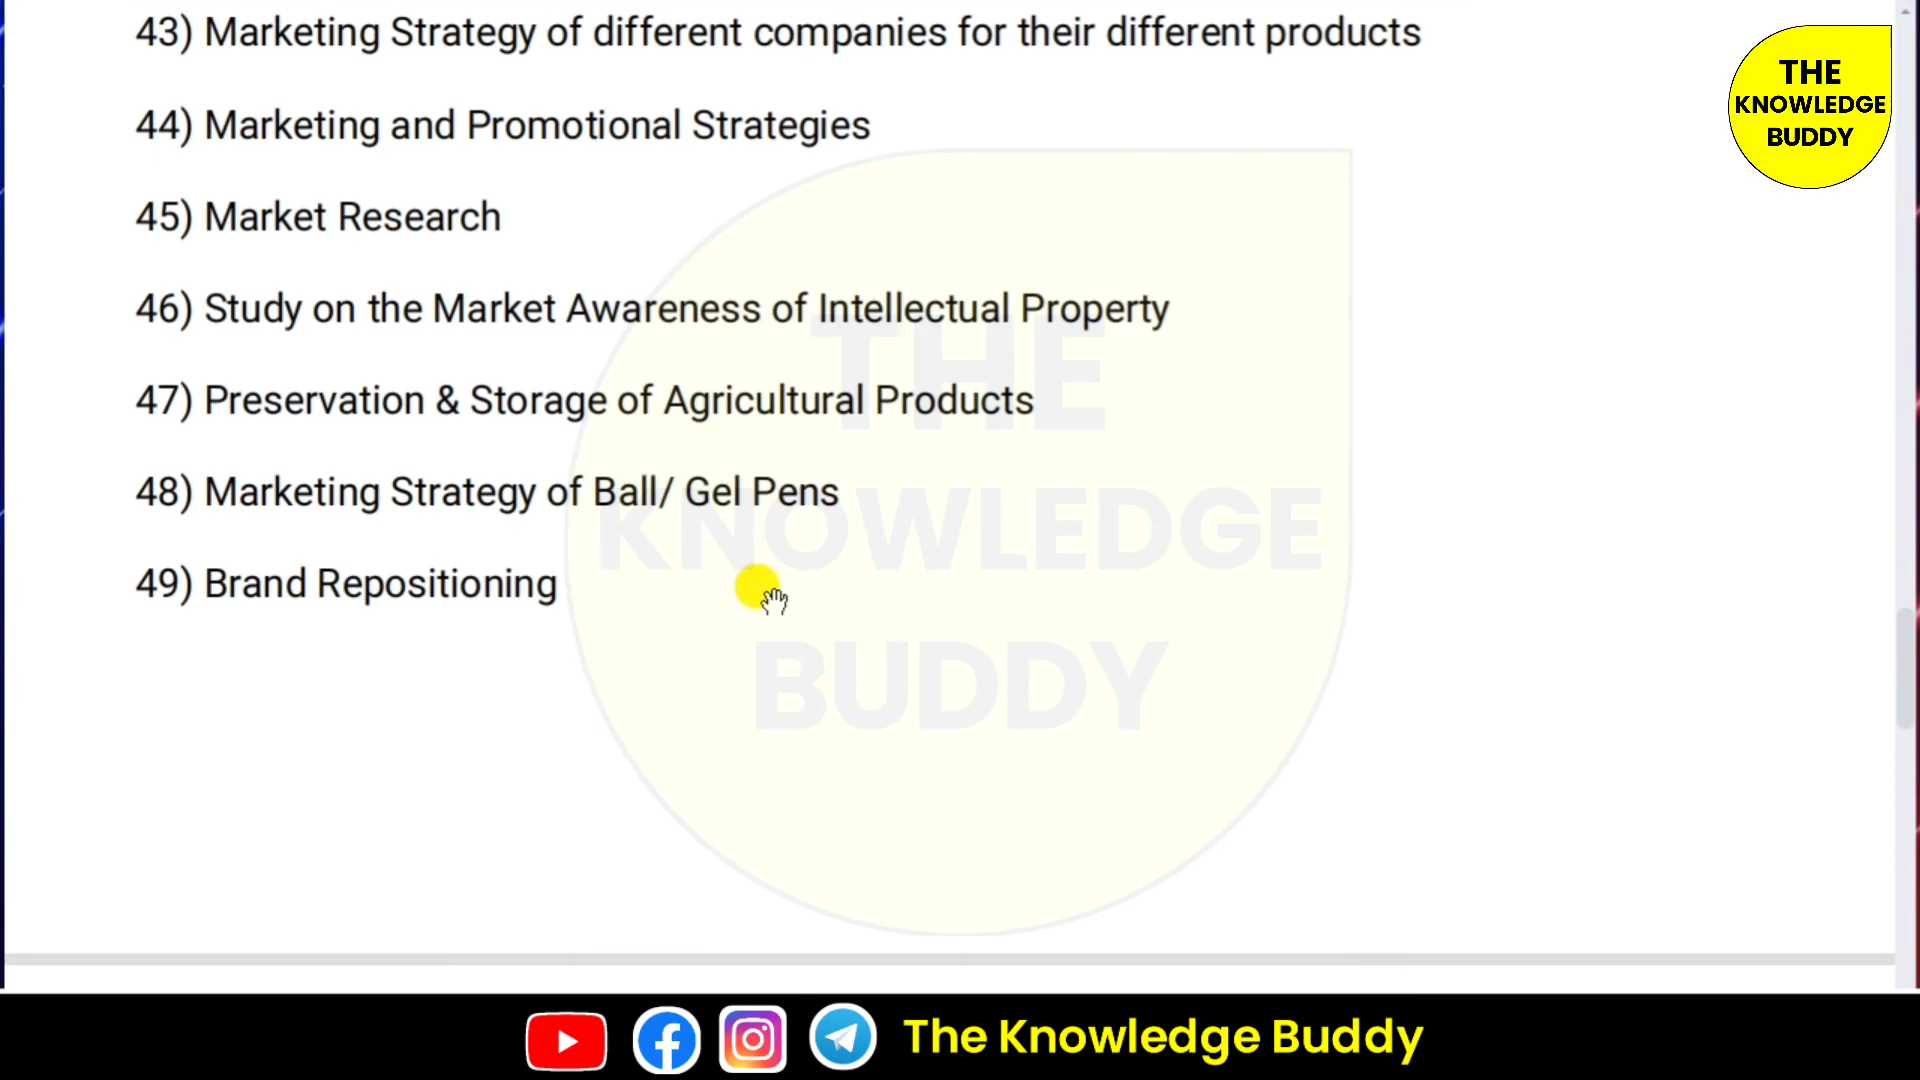 43) Marketing Strategy of different companies for their different products
44) Marketing and Promotional Strategies
45) Market Research
46) Study on the Market Awareness of Intellectual Property
47) Preservation & Storage of Agricultural Products
48) Marketing Strategy of Ball/ Gel Pens
49) Brand Repositioning
THE
KNOWLEDGE
BUDDY
THE
KNOWLEDGE
BUDDY
The Knowledge Buddy